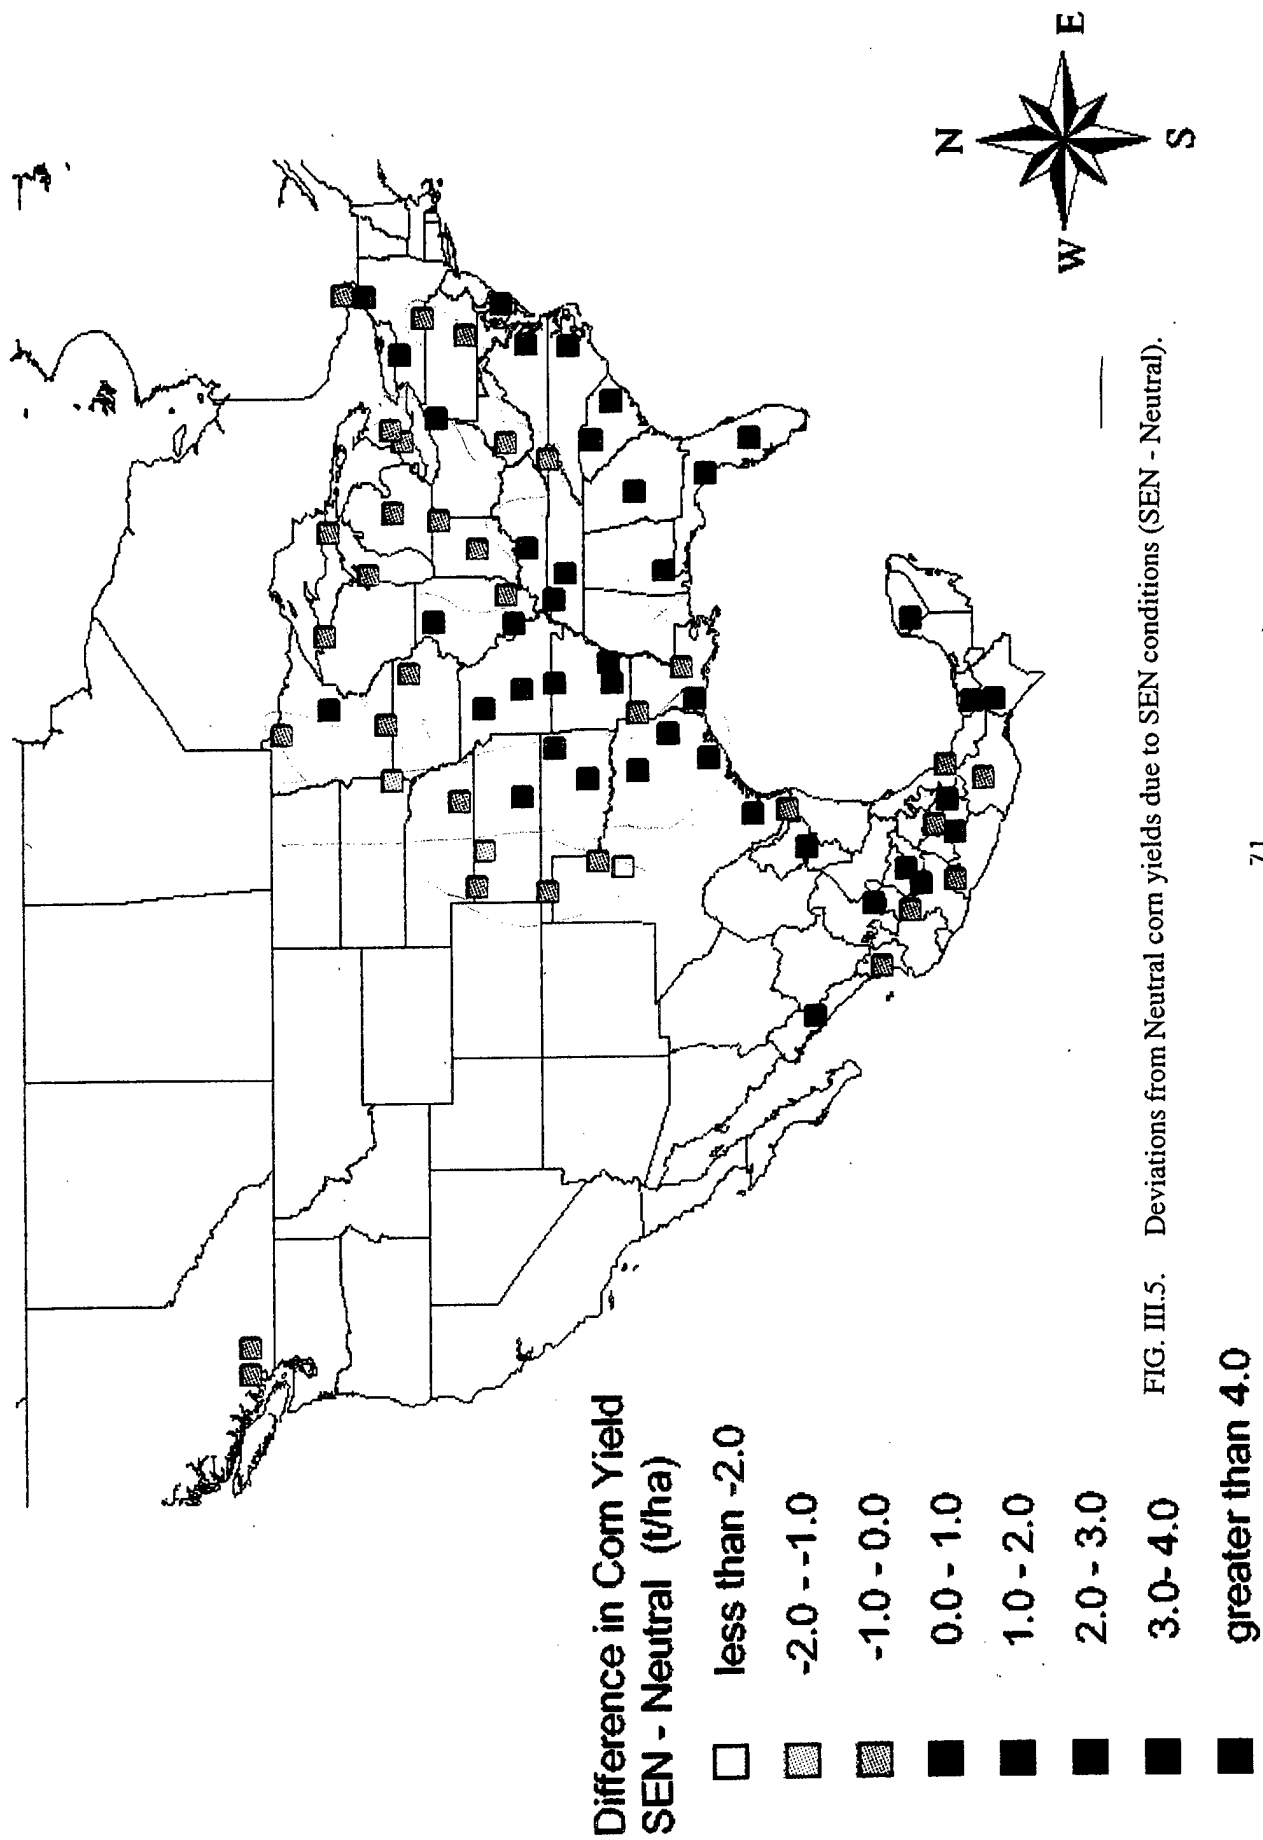 N
W
E
S
Difference in Corn Yield
SEN - Neutral (t/ha)
less than -2.0
-2.0 - -1.0
-1.0 - 0.0
0.0 - 1.0
1.0 - 2.0
2.0 - 3.0
3.0- 4.0
greater than 4.0
FIG. III.5. Deviations from Neutral corn yields due to SEN conditions (SEN - Neutral).
71